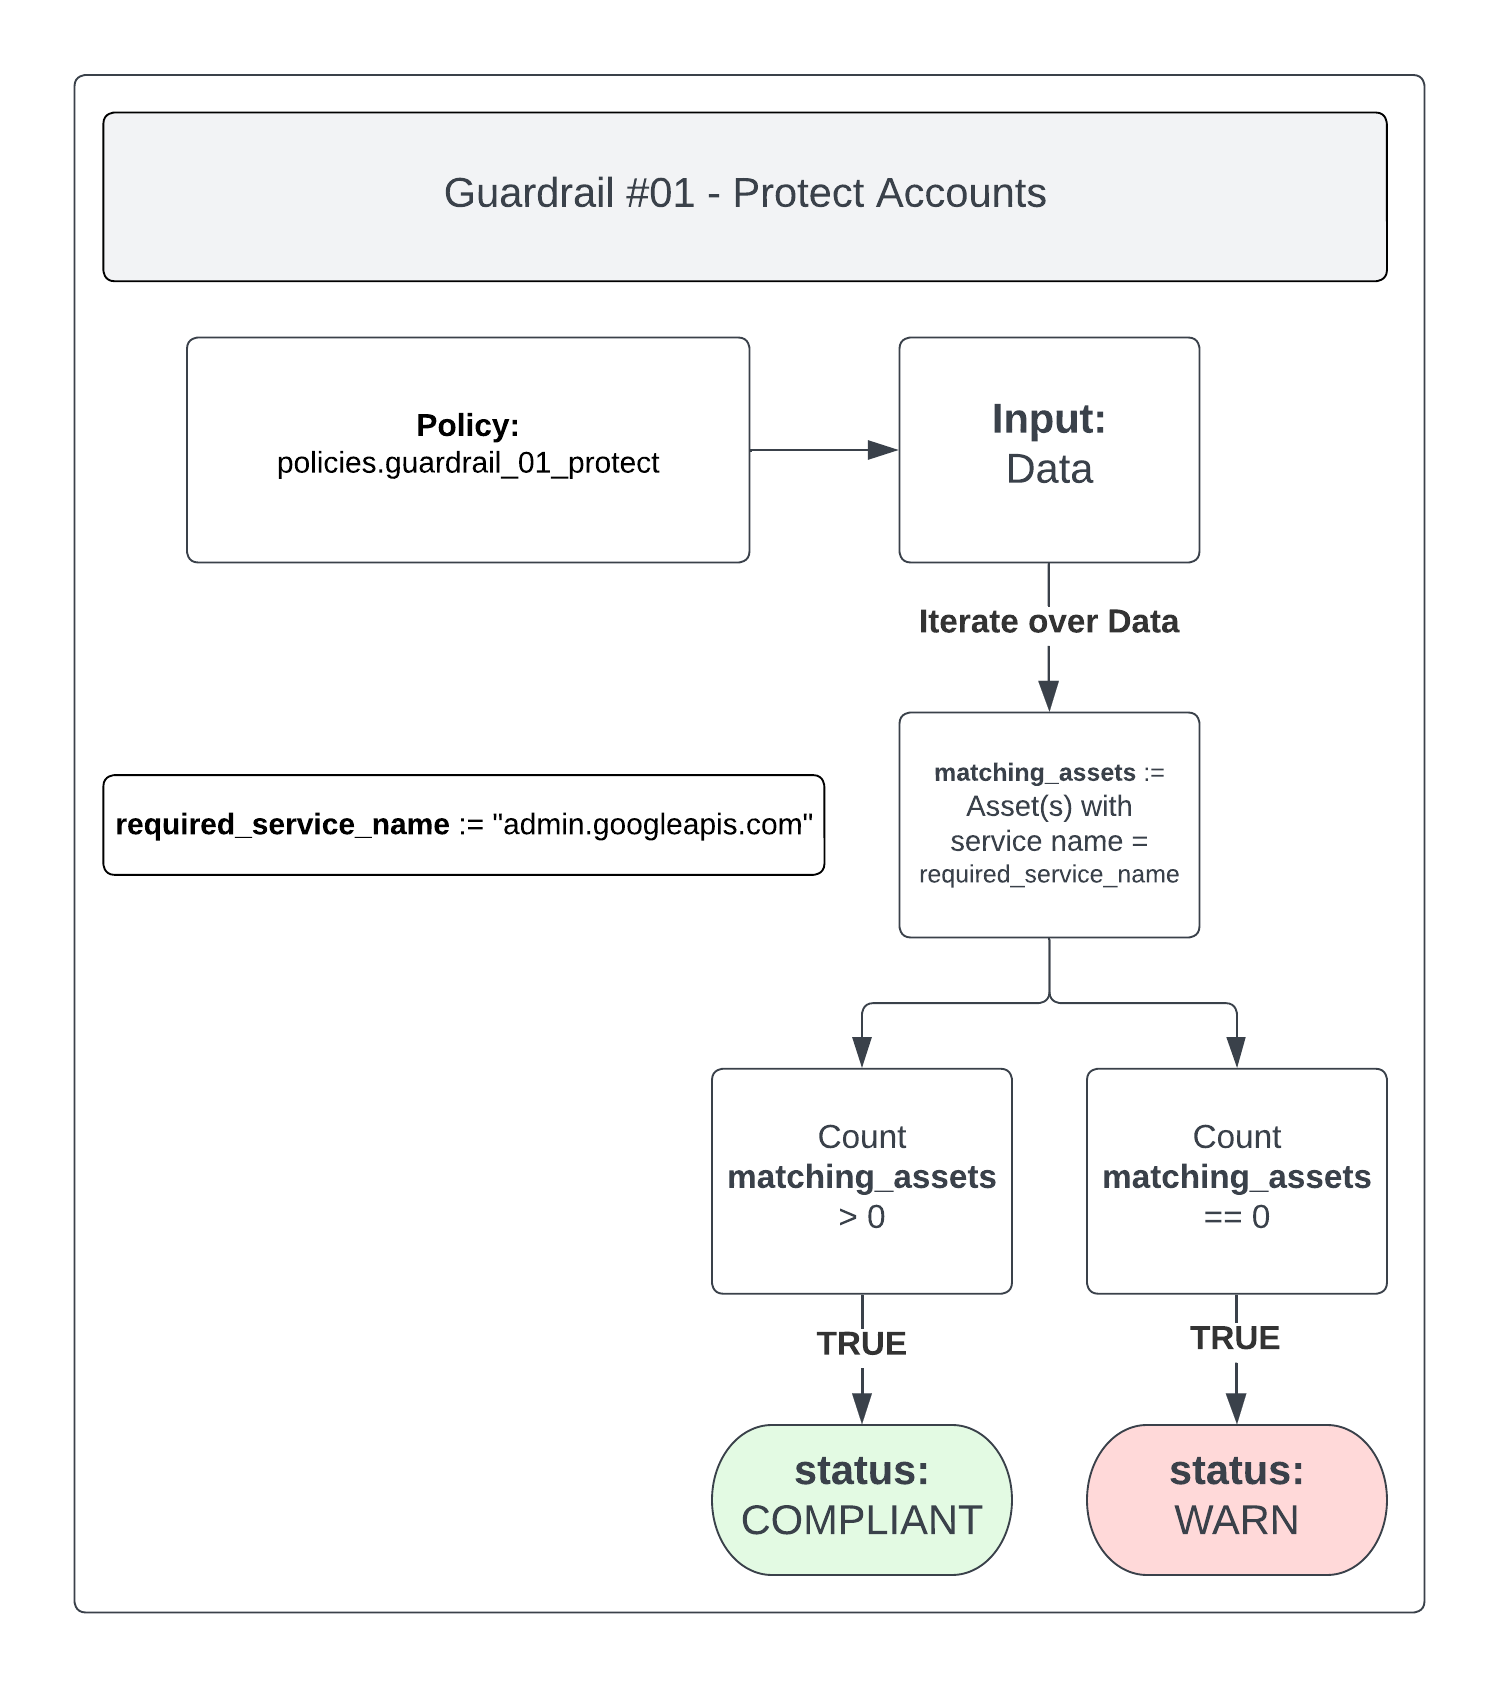 Guardrail #01 - Protect Accounts
Policy:
policies.guardrail_01_protect
Input:
Data
Iterate over Data
required_service_name := "admin.googleapis.com"
matching_assets :=
Asset(s) with
service name =
required_service_name
Count
matching_assets
> 0
Count
matching_assets
== 0
TRUE
TRUE
status:
COMPLIANT
status:
WARN